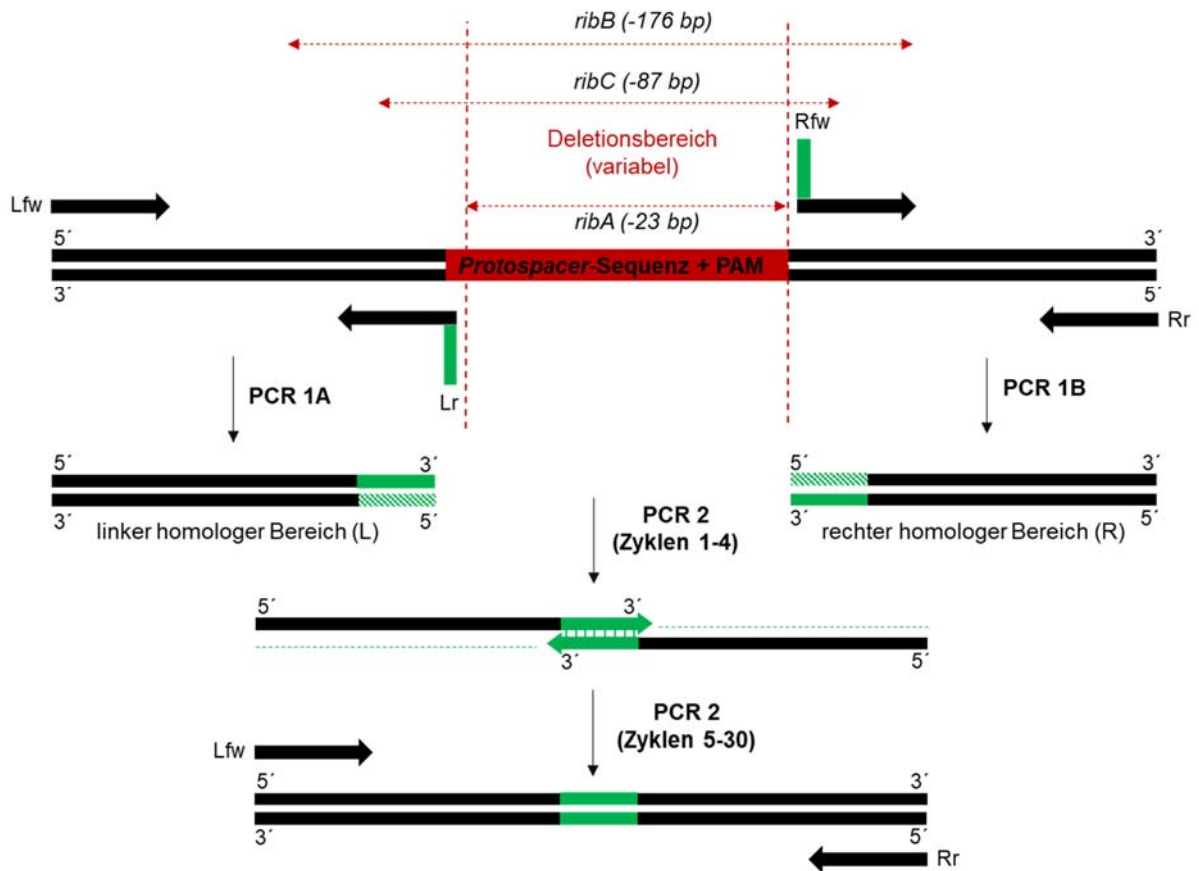 ribB (-176 bp)
ribC (-87 bp)
Deletionsbereich
(variabel)
Rfw
Lfw
ribA (-23 bp)
5´ 3´
Protospacer-Sequenz + PAM
3´ 5´
Rr
Lr
PCR 1A
PCR 1B
5´ 3´
5´ 3´
3´ 5´
3´ 5´
linker homologer Bereich (L)
rechter homologer Bereich (R)
PCR 2
(Zyklen 1-4)
5´ 3´
3´ 5´
PCR 2
(Zyklen 5-30)
Lfw
5´ 3´
3´ 5´
Rr